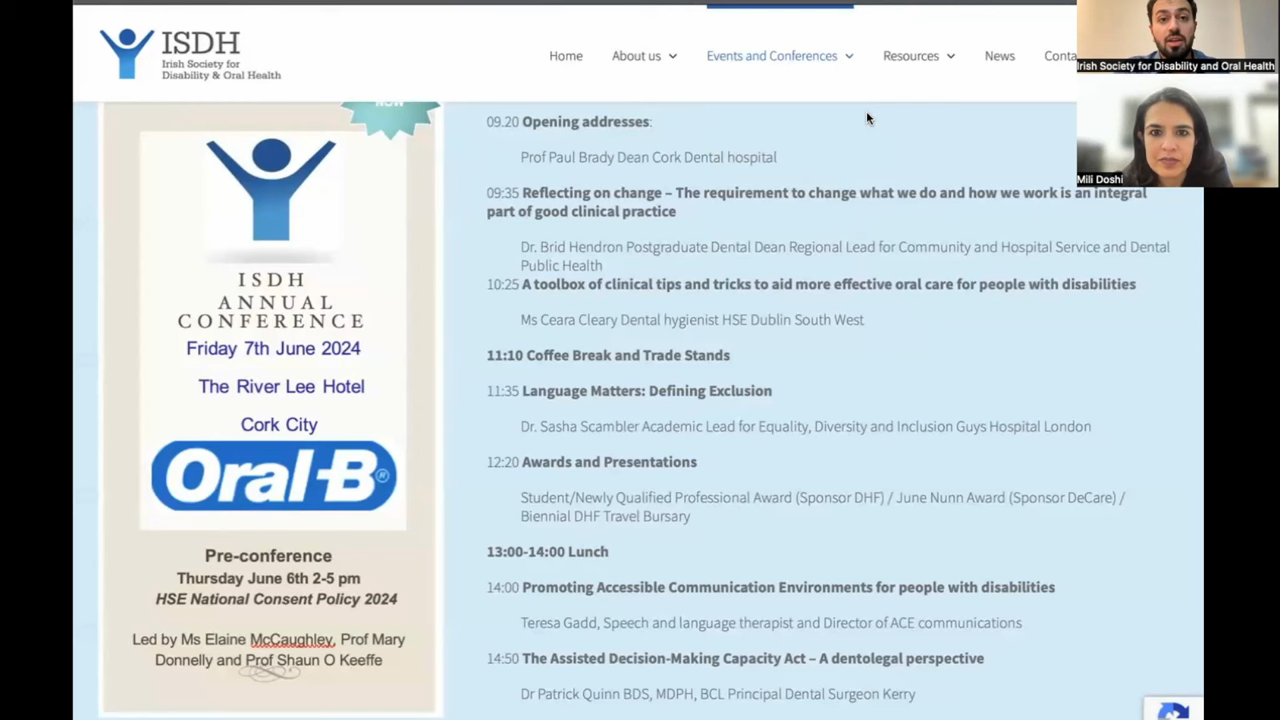 ISDH
Irish Society for
Disability & Oral Health
Home
About us
Events and Conferences
Resources
News
Conta
Irish Society for Disability and Oral Health
Mili Doshi
NOW
ISDH
ANNUAL
CONFERENCE
Friday 7th June 2024
The River Lee Hotel
Cork City
Oral-B®
Pre-conference
Thursday June 6th 2-5 pm
HSE National Consent Policy 2024
Led by Ms Elaine McCaughley, Prof Mary
Donnelly and Prof Shaun O Keeffe
09.20 Opening addresses:
Prof Paul Brady Dean Cork Dental hospital
09:35 Reflecting on change – The requirement to change what we do and how we work is an integral
part of good clinical practice
Dr. Brid Hendron Postgraduate Dental Dean Regional Lead for Community and Hospital Service and Dental
Public Health
10:25 A toolbox of clinical tips and tricks to aid more effective oral care for people with disabilities
Ms Ceara Cleary Dental hygienist HSE Dublin South West
11:10 Coffee Break and Trade Stands
11:35 Language Matters: Defining Exclusion
Dr. Sasha Scambler Academic Lead for Equality, Diversity and Inclusion Guys Hospital London
12:20 Awards and Presentations
Student/Newly Qualified Professional Award (Sponsor DHF) / June Nunn Award (Sponsor DeCare) /
Biennial DHF Travel Bursary
13:00-14:00 Lunch
14:00 Promoting Accessible Communication Environments for people with disabilities
Teresa Gadd, Speech and language therapist and Director of ACE communications
14:50 The Assisted Decision-Making Capacity Act – A dentolegal perspective
Dr Patrick Quinn BDS, MDPH, BCL Principal Dental Surgeon Kerry